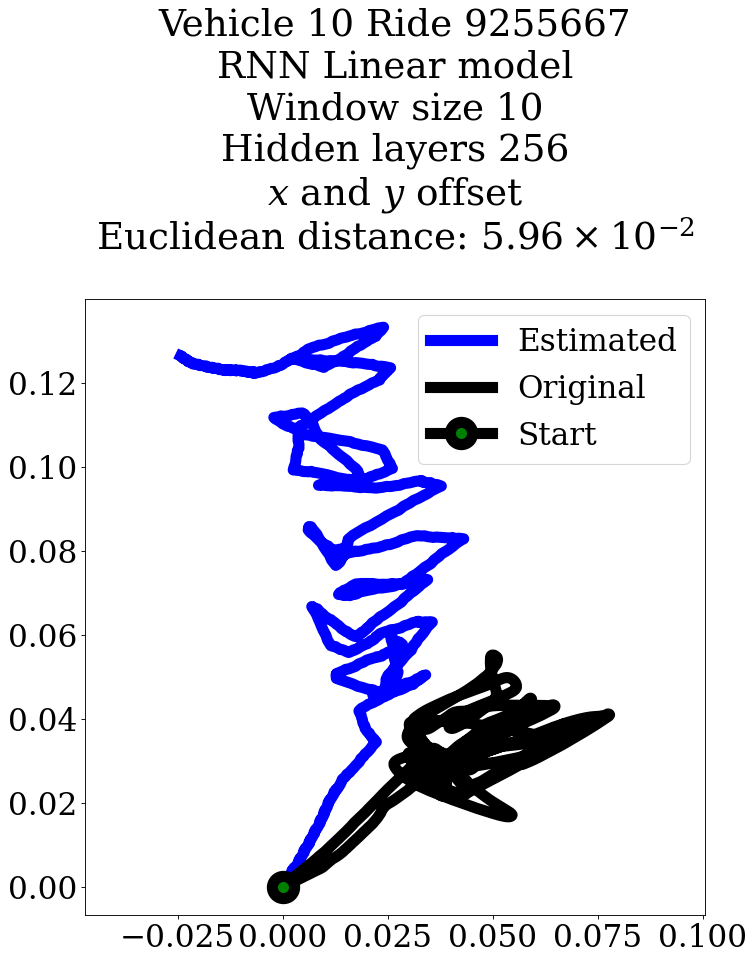 Vehicle 10 Ride 9255667
RNN Linear model
Window size 10
Hidden layers 256
x and y offset
Euclidean distance: 5.96 × 10⁻²
Estimated
Original
Start
0.12
0.10
0.08
0.06
0.04
0.02
0.00
−0.025 0.000 0.025 0.050 0.075 0.100